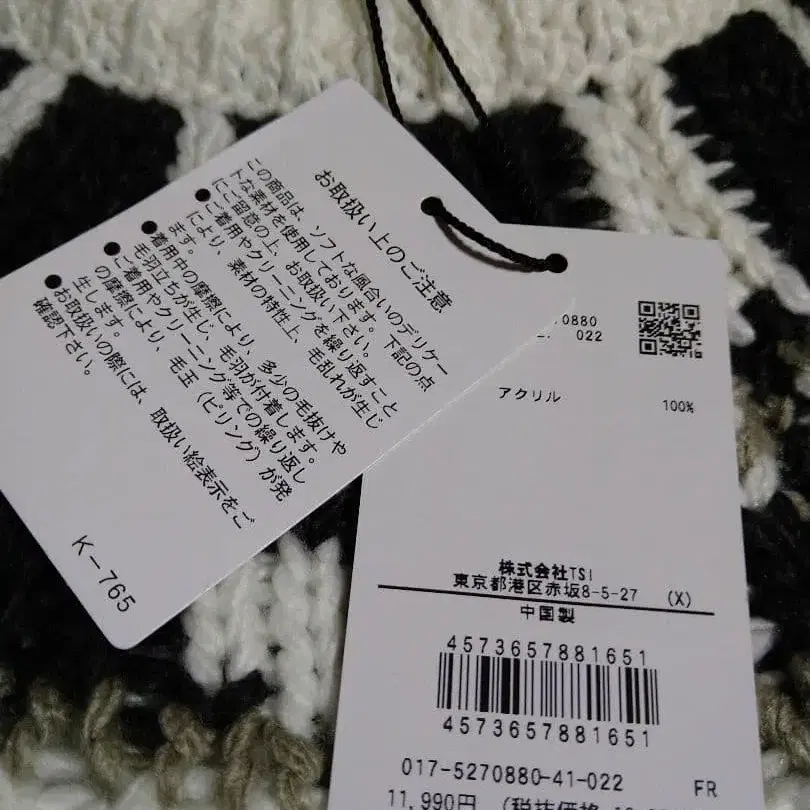 お取扱い上のご注意
この商品は、ソフトな風合いのデリケー
トな素材を使用しております。下記の点
にご留意の上、お取扱い下さい。
●ご着用やクリーニングを繰り返すこと
により、素材の特性上、毛乱れが生じ
ます。
●着用中の摩擦により、多少の毛抜けや
毛羽立ちが生じ、毛羽が付着します。
●ご着用やクリーニング等での繰り返し
の摩擦により、毛玉（ピリング）が発
生します。
●お取扱いの際には、取扱い絵表示をご
確認下さい。
K-765
0880
022
アクリル 100%
株式会社TSI
東京都港区赤坂8-5-27 (X)
中国製
4573657881651
4573657881651
017-5270880-41-022 FR
11,990円 (税抜価格